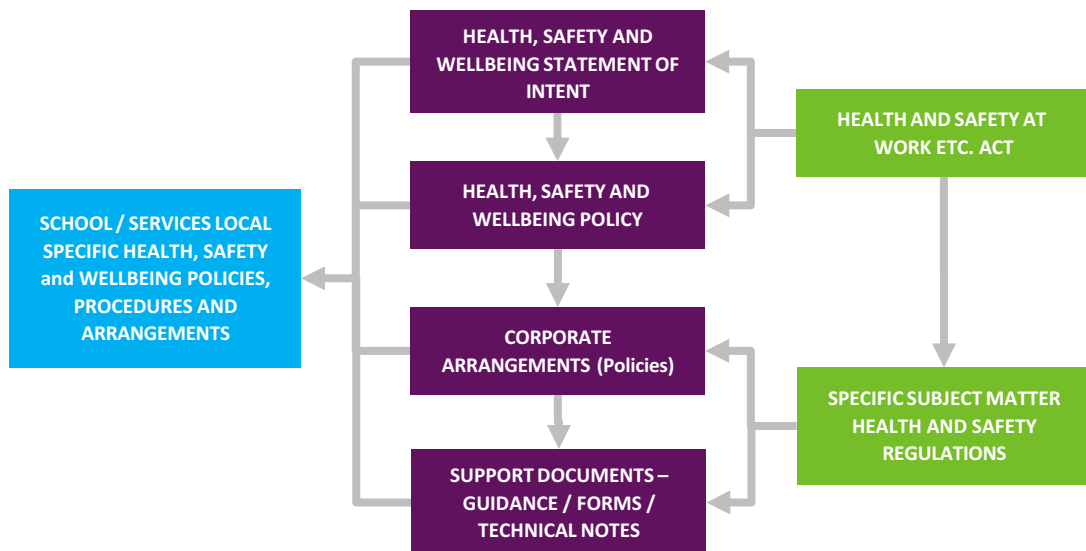 HEALTH, SAFETY AND
WELLBEING STATEMENT OF
INTENT
HEALTH AND SAFETY AT
WORK ETC. ACT
HEALTH, SAFETY AND
WELLBEING POLICY
SCHOOL / SERVICES LOCAL
SPECIFIC HEALTH, SAFETY
and WELLBEING POLICIES,
PROCEDURES AND
ARRANGEMENTS
CORPORATE
ARRANGEMENTS (Policies)
SPECIFIC SUBJECT MATTER
HEALTH AND SAFETY
REGULATIONS
SUPPORT DOCUMENTS –
GUIDANCE / FORMS /
TECHNICAL NOTES